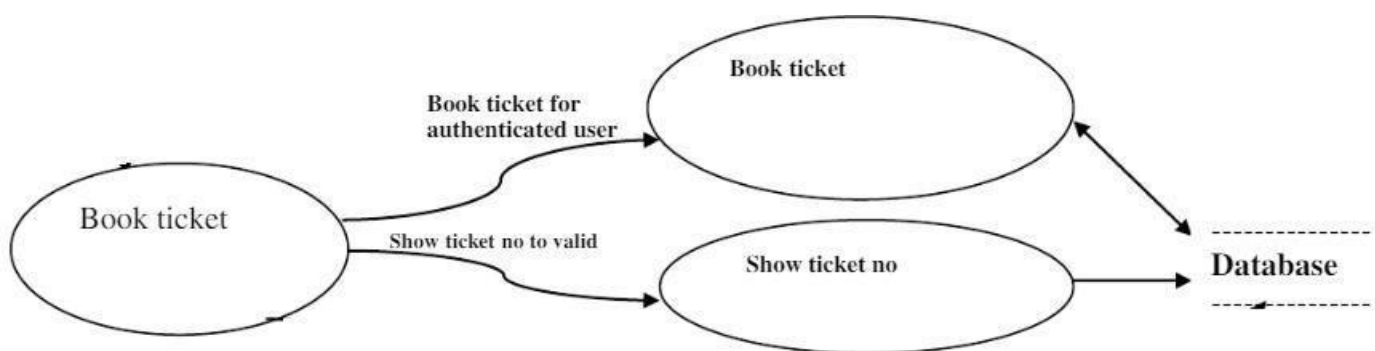 Book ticket
Book ticket for
authenticated user
Book ticket
Show ticket no to valid
Show ticket no
Database